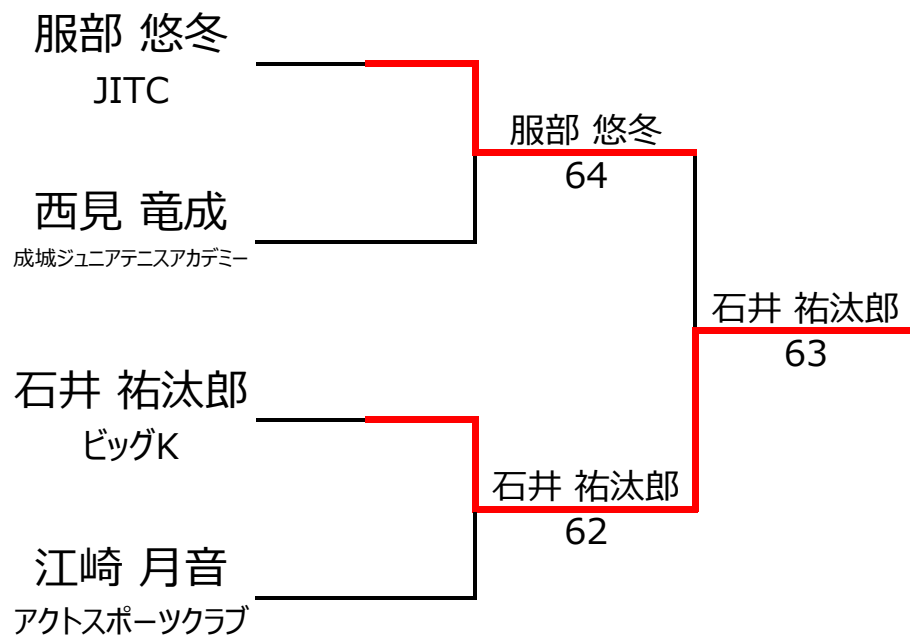 服部 悠冬
JITC
服部 悠冬
64
西見 竜成
成城ジュニアテニスアカデミー
石井 祐汰郎
63
石井 祐汰郎
ビッグK
石井 祐汰郎
62
江崎 月音
アクトスポーツクラブ